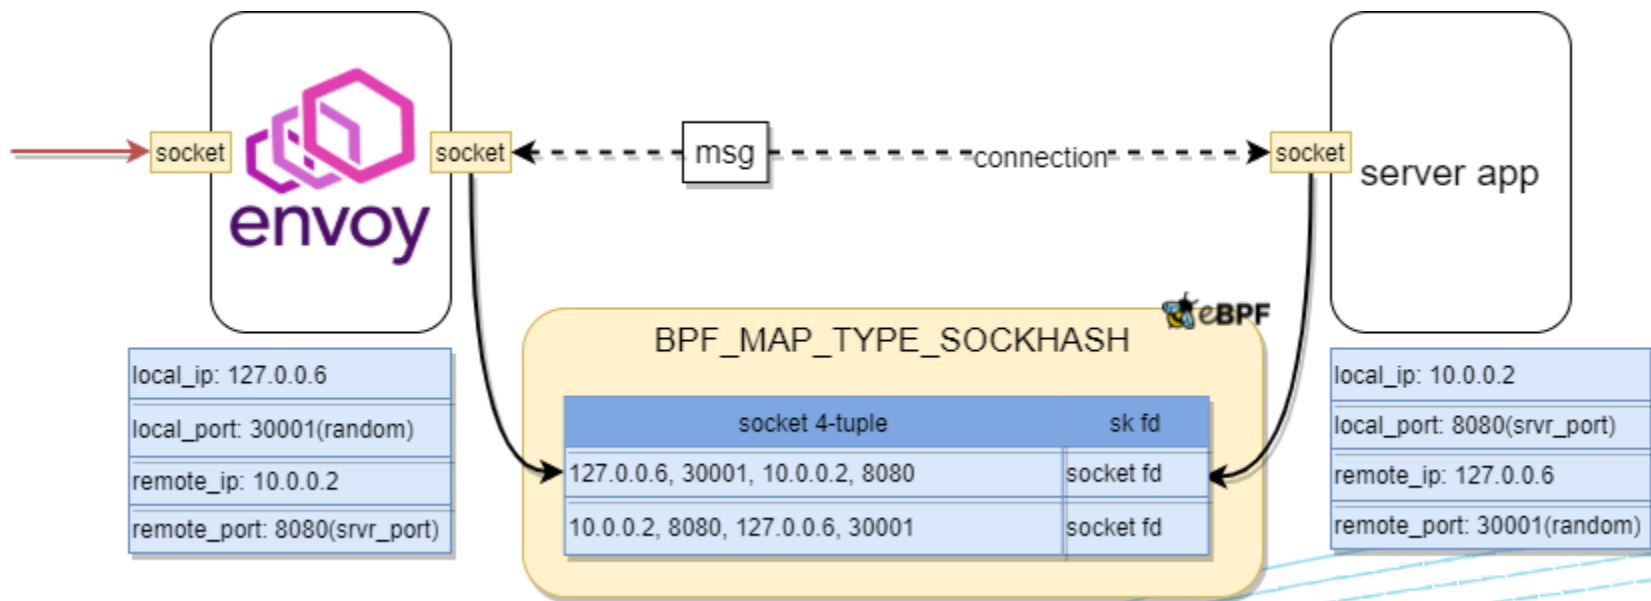 socket
envoy
socket
msg
connection
socket
server app
local_ip: 127.0.0.6
local_port: 30001(random)
remote_ip: 10.0.0.2
remote_port: 8080(srvr_port)
eBPF
BPF_MAP_TYPE_SOCKHASH
socket 4-tuple sk fd
127.0.0.6, 30001, 10.0.0.2, 8080 socket fd
10.0.0.2, 8080, 127.0.0.6, 30001 socket fd
local_ip: 10.0.0.2
local_port: 8080(srvr_port)
remote_ip: 127.0.0.6
remote_port: 30001(random)